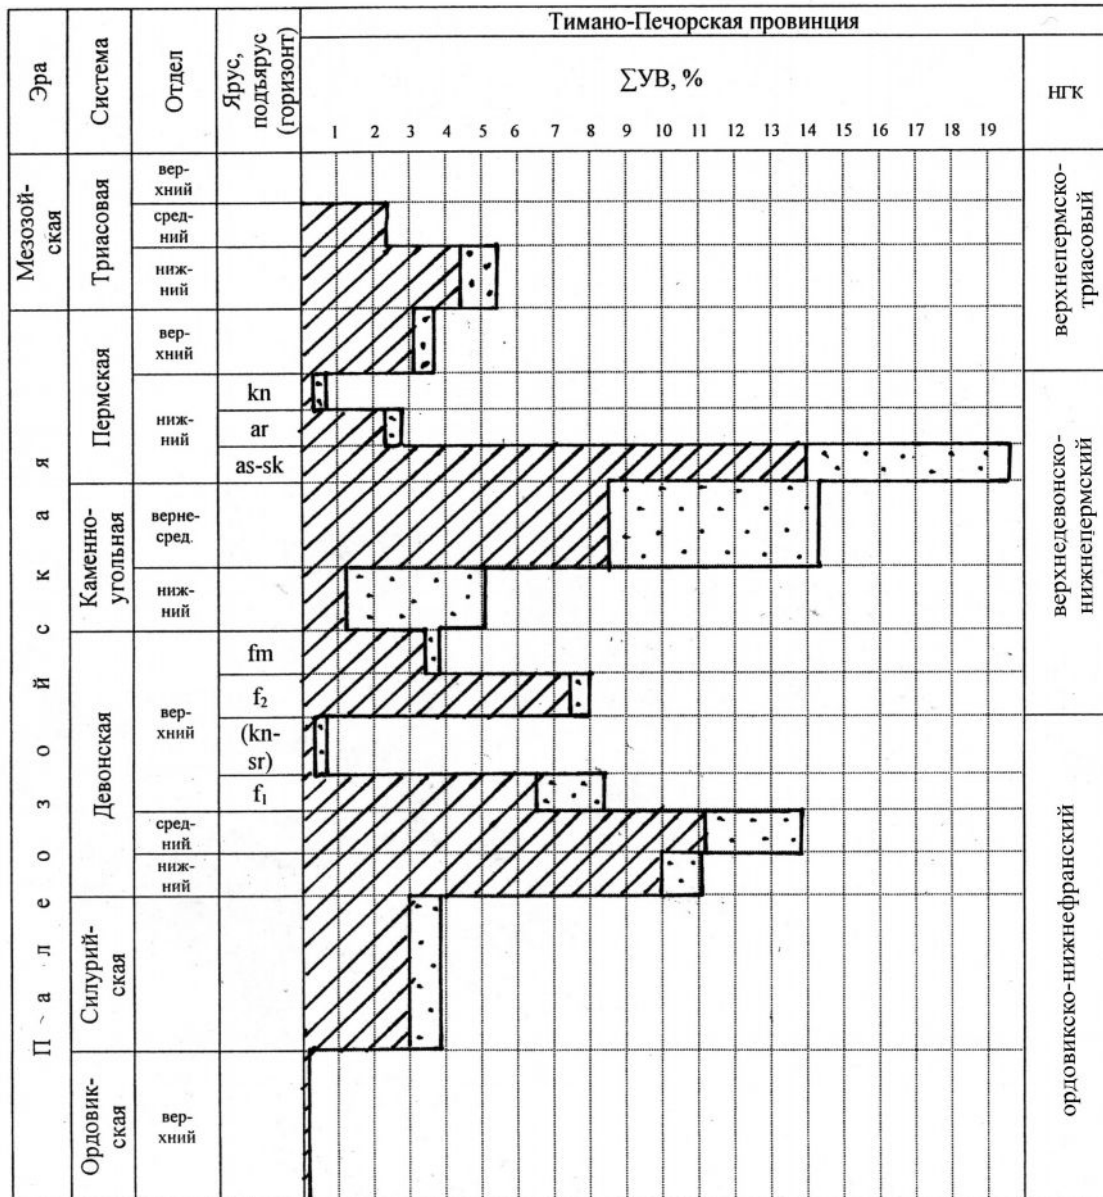 Тимано-Печорская провинция
Эра
Система
Отдел
Ярус,
подъярус
(горизонт)
∑УВ, %
НГК
1 2 3 4 5 6 7 8 9 10 11 12 13 14 15 16 17 18 19
Мезозой-
ская
Триасовая
вер-
хний
сред-
ний
ниж-
ний
верхнепермско-
триасовый
Палеозойская
Пермская
вер-
хний
ниж-
ний
kn
ar
as-sk
верхнедевонско-
нижнепермский
Каменно-
угольная
верне-
сред.
ниж-
ний
Девонская
вер-
хний
fm
f₂
(kn-
sr)
f₁
сред-
ний
ниж-
ний
ордовикско-нижнефранский
Силурий-
ская
Ордовик-
ская
вер-
хний